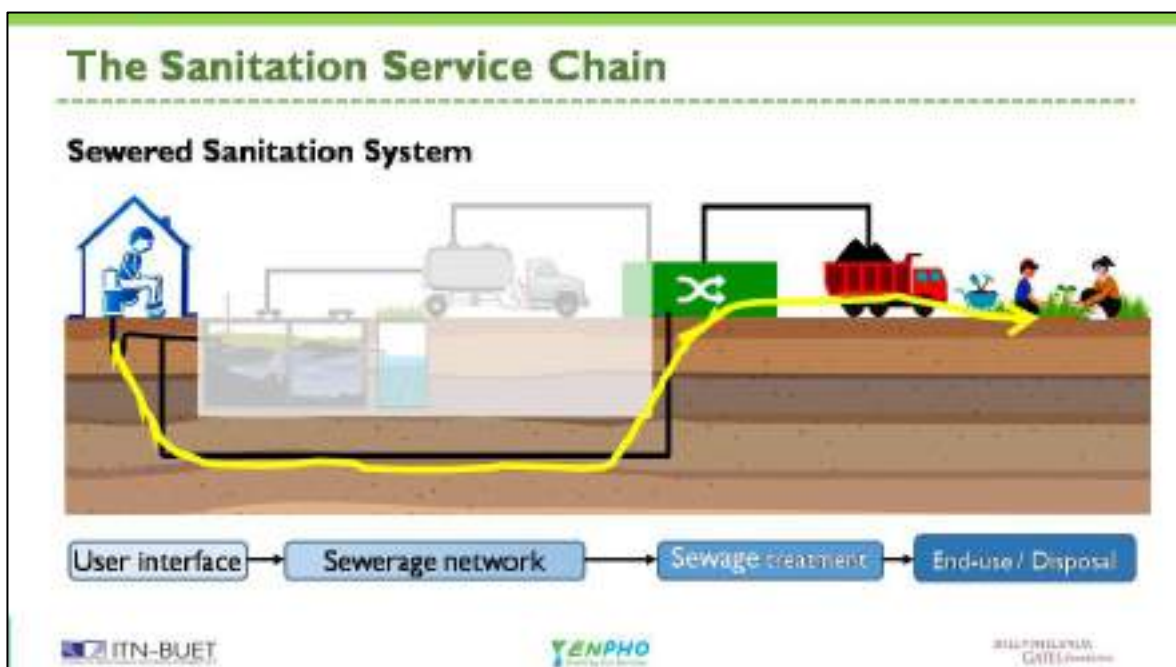 The Sanitation Service Chain
Sewered Sanitation System
User interface
Sewerage network
Sewage treatment
End-use / Disposal
ITN-BUET
ENPHO
GATES